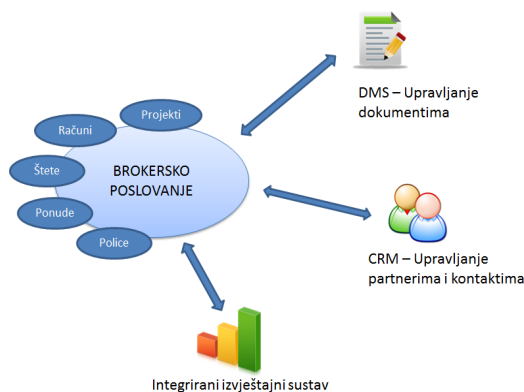 Projekti
Računi
Štete
Ponude
Police
BROKERSKO
POSLOVANJE
DMS – Upravljanje
dokumentima
CRM – Upravljanje
partnerima i kontaktima
Integrirani izvještajni sustav